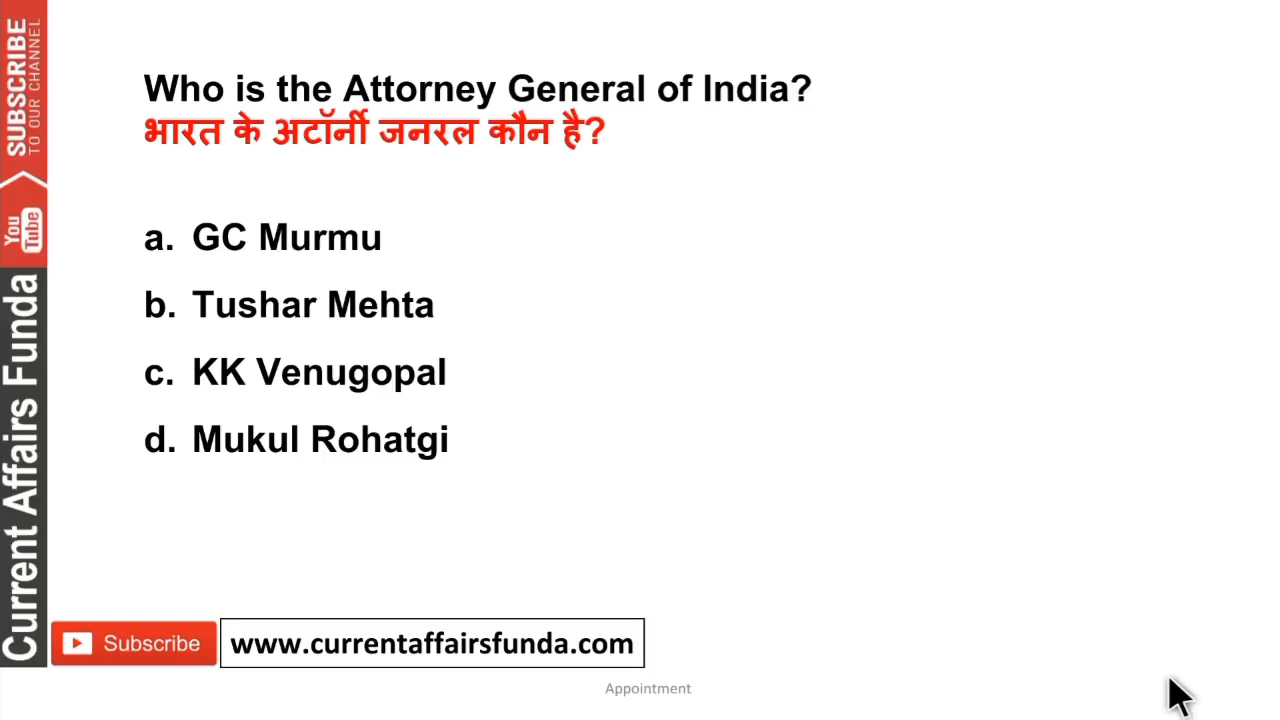 SUBSCRIBE
TO OUR CHANNEL
You
Tube
Current Affairs Funda
Who is the Attorney General of India?
भारत के अटॉर्नी जनरल कौन है?
a. GC Murmu
b. Tushar Mehta
c. KK Venugopal
d. Mukul Rohatgi
Subscribe
www.currentaffairsfunda.com
Appointment